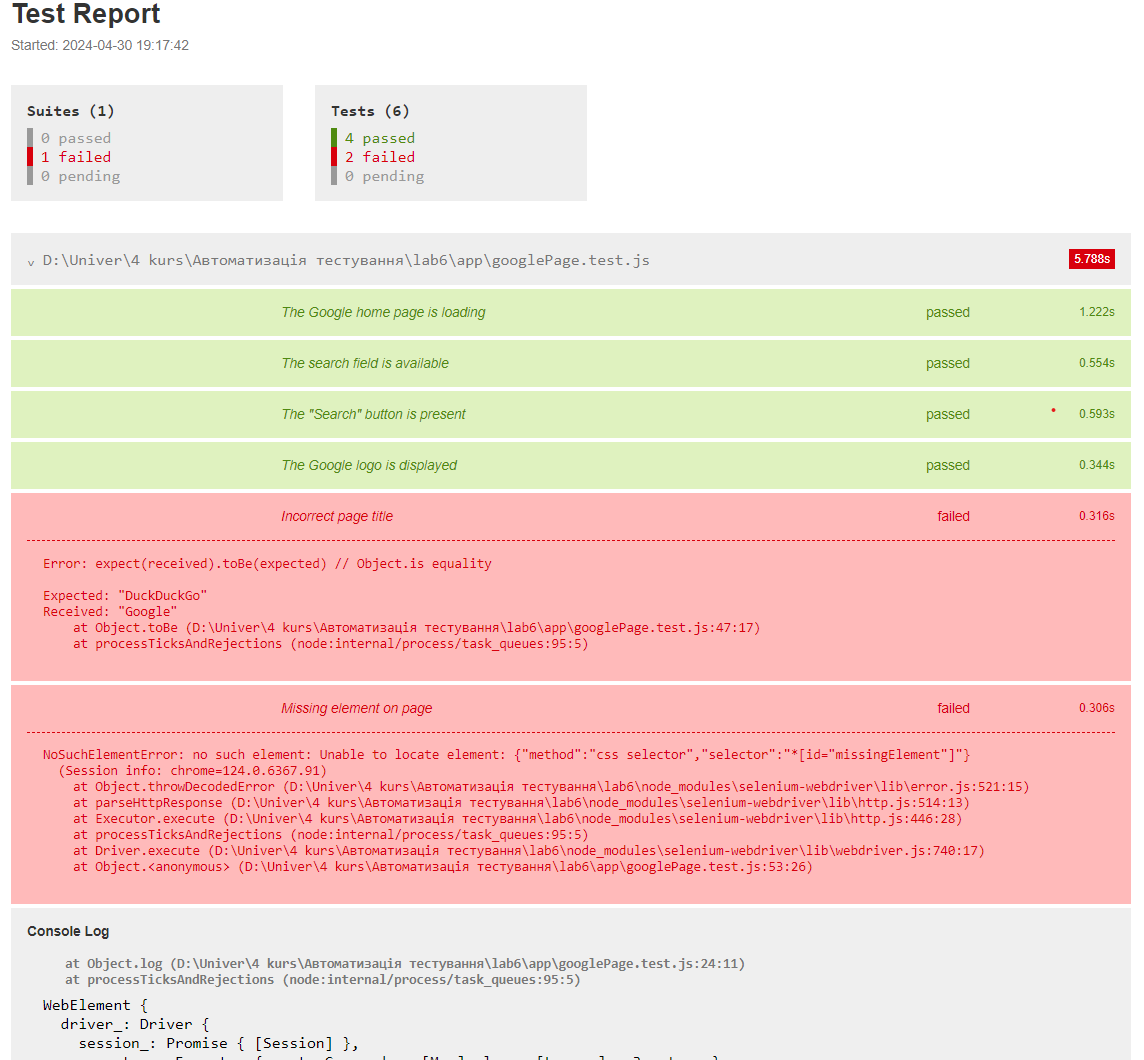 Test Report
Started: 2024-04-30 19:17:42
Suites (1)
0 passed
1 failed
0 pending
Tests (6)
4 passed
2 failed
0 pending
v D:\Univer\4 kurs\Автоматизація тестування\lab6\app\googlePage.test.js 5.788s
The Google home page is loading passed 1.222s
The search field is available passed 0.554s
The "Search" button is present passed 0.593s
The Google logo is displayed passed 0.344s
Incorrect page title failed 0.316s
Error: expect(received).toBe(expected) // Object.is equality
Expected: "DuckDuckGo"
Received: "Google"
at Object.toBe (D:\Univer\4 kurs\Автоматизація тестування\lab6\app\googlePage.test.js:47:17)
at processTicksAndRejections (node:internal/process/task_queues:95:5)
Missing element on page failed 0.306s
NoSuchElementError: no such element: Unable to locate element: {"method":"css selector","selector":"*[id="missingElement"]"}
(Session info: chrome=124.0.6367.91)
at Object.throwDecodedError (D:\Univer\4 kurs\Автоматизація тестування\lab6\node_modules\selenium-webdriver\lib\error.js:521:15)
at parseHttpResponse (D:\Univer\4 kurs\Автоматизація тестування\lab6\node_modules\selenium-webdriver\lib\http.js:514:13)
at Executor.execute (D:\Univer\4 kurs\Автоматизація тестування\lab6\node_modules\selenium-webdriver\lib\http.js:446:28)
at processTicksAndRejections (node:internal/process/task_queues:95:5)
at Driver.execute (D:\Univer\4 kurs\Автоматизація тестування\lab6\node_modules\selenium-webdriver\lib\webdriver.js:740:17)
at Object.<anonymous> (D:\Univer\4 kurs\Автоматизація тестування\lab6\app\googlePage.test.js:53:26)
Console Log
at Object.log (D:\Univer\4 kurs\Автоматизація тестування\lab6\app\googlePage.test.js:24:11)
at processTicksAndRejections (node:internal/process/task_queues:95:5)
WebElement {
driver_: Driver {
session_: Promise { [Session] },